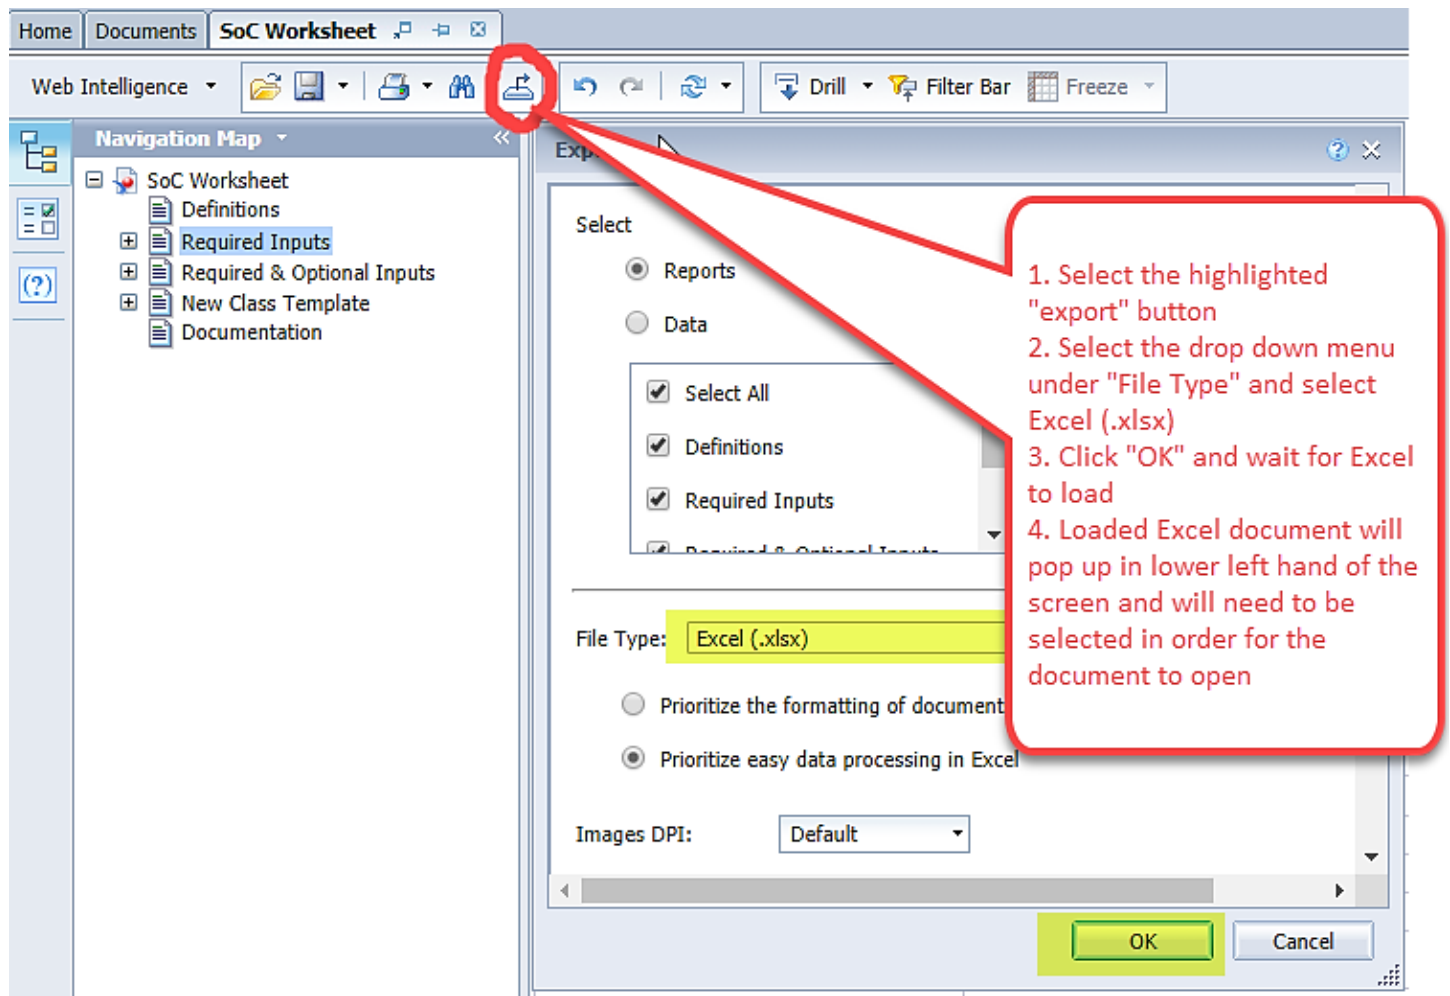 Home
Documents
SoC Worksheet
Web Intelligence
Drill
Filter Bar
Freeze
Navigation Map
SoC Worksheet
Definitions
Required Inputs
Required & Optional Inputs
New Class Template
Documentation
Select
Reports
Data
Select All
Definitions
Required Inputs
Required & Optional Inputs
File Type:
Excel (.xlsx)
Prioritize the formatting of document
Prioritize easy data processing in Excel
Images DPI:
Default
OK
Cancel
1. Select the highlighted
"export" button
2. Select the drop down menu
under "File Type" and select
Excel (.xlsx)
3. Click "OK" and wait for Excel
to load
4. Loaded Excel document will
pop up in lower left hand of the
screen and will need to be
selected in order for the
document to open